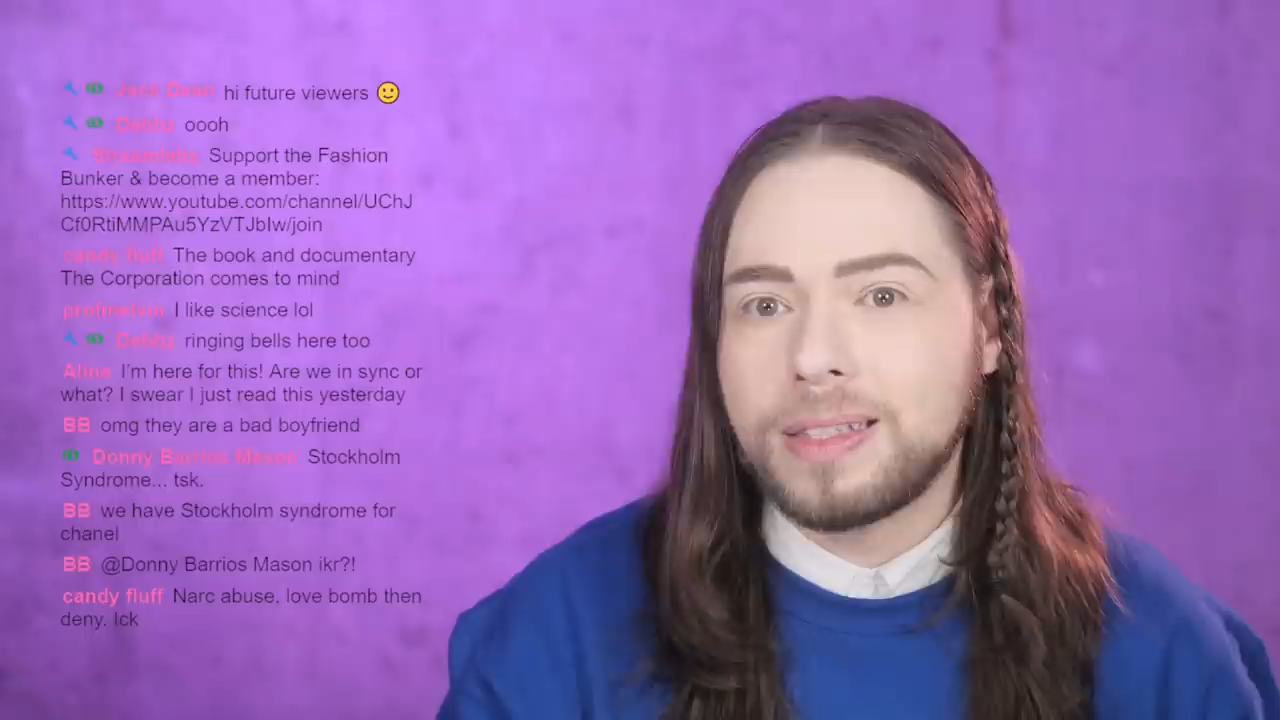 hi future viewers
Debby oooh
Support the Fashion
Bunker & become a member:
https://www.youtube.com/channel/UChJ
Cf0RtiMMPAu5YzVTJbIw/join
candy fluff The book and documentary
The Corporation comes to mind
I like science lol
Debby ringing bells here too
Aline I'm here for this! Are we in sync or
what? I swear I just read this yesterday
BB omg they are a bad boyfriend
Donny Barrios Mason Stockholm
Syndrome... tsk.
BB we have Stockholm syndrome for
chanel
BB @Donny Barrios Mason ikr?!
candy fluff Narc abuse, love bomb then
deny. Ick